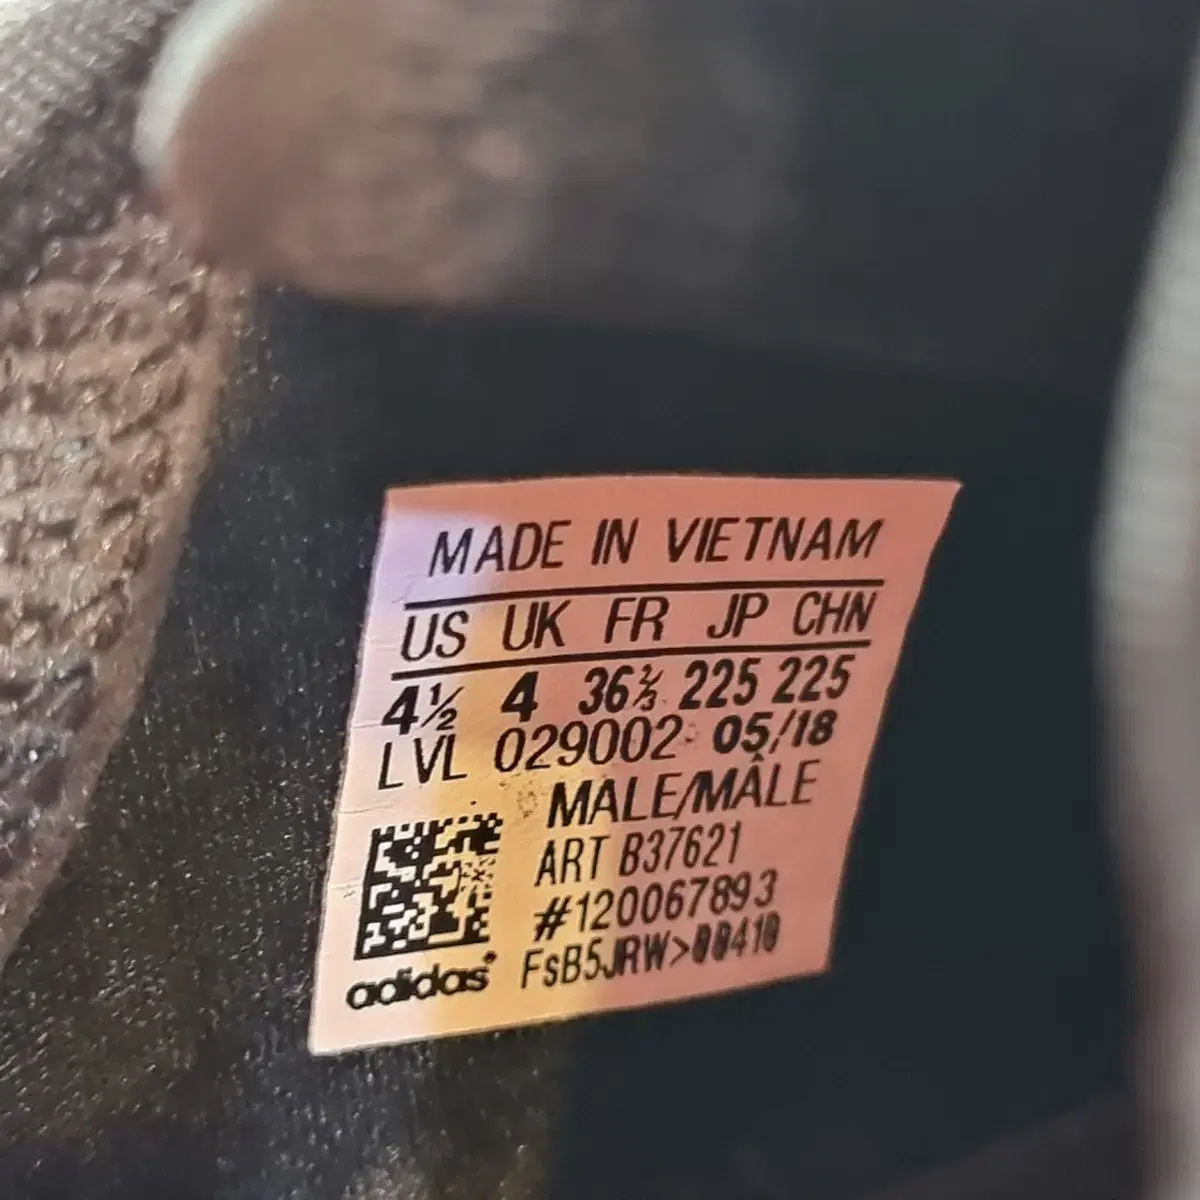 MADE IN VIETNAM
US UK FR JP CHN
4½ 4 36⅔ 225 225
LVL 029002 05/18
MALE/MÂLE
ART B37621
#120067893
FsB5JRW>00410
adidas®